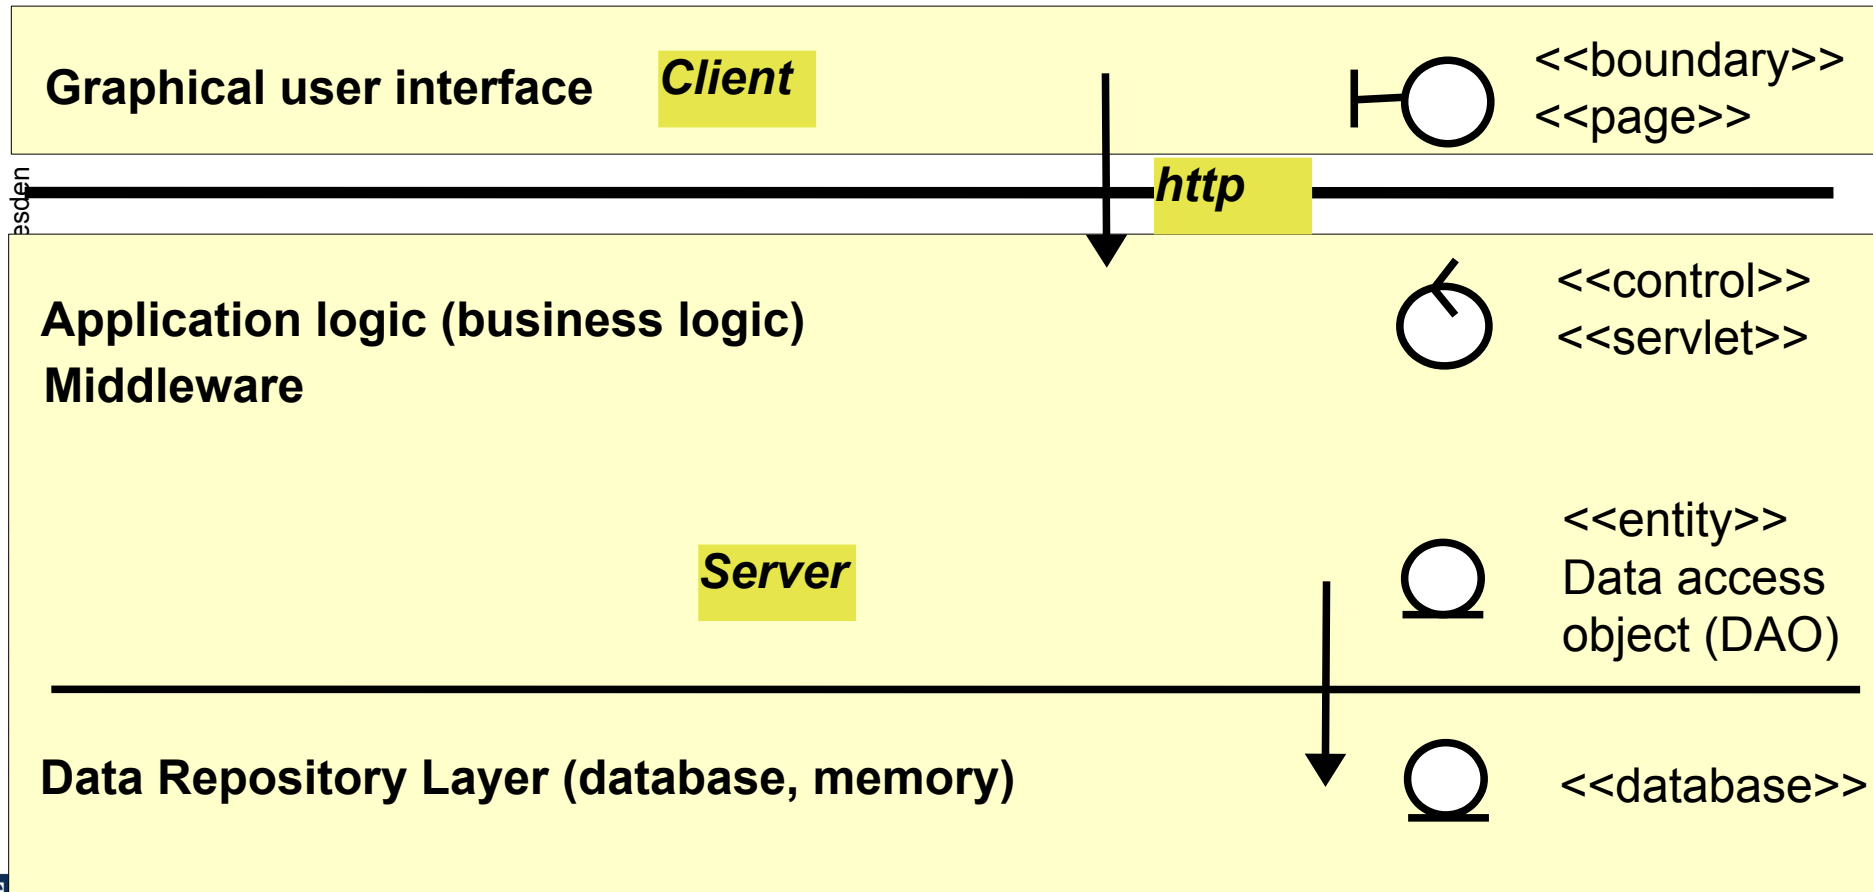 Graphical user interface
Client
<<boundary>>
<<page>>
esden
http
Application logic (business logic)
Middleware
<<control>>
<<servlet>>
Server
<<entity>>
Data access
object (DAO)
Data Repository Layer (database, memory)
<<database>>